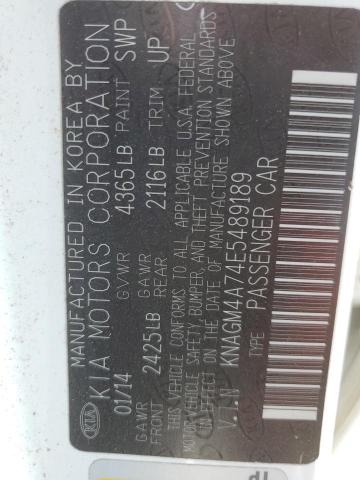 MANUFACTURED IN KOREA BY
KIA KIA MOTORS CORPORATION
01/14 GVWR 4365LB PAINT SWP
GAWR FRONT 2425LB GAWR REAR 2116LB TRIM UP
THIS VEHICLE CONFORMS TO ALL APPLICABLE U.S.A. FEDERAL
MOTOR VEHICLE SAFETY, BUMPER, AND THEFT PREVENTION STANDARDS
IN EFFECT ON THE DATE OF MANUFACTURE SHOWN ABOVE
V.I.N KNAGM4A74E5489189
TYPE PASSENGER CAR